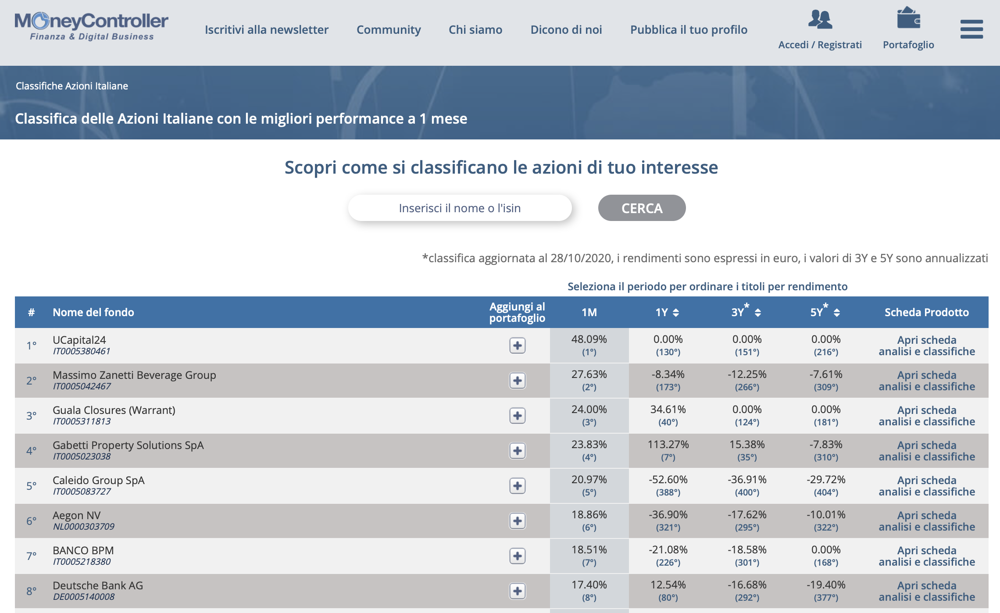 MoneyController
Finanza & Digital Business
Iscritivi alla newsletter
Community
Chi siamo
Dicono di noi
Pubblica il tuo profilo
Accedi / Registrati
Portafoglio
Classifiche Azioni Italiane
Classifica delle Azioni Italiane con le migliori performance a 1 mese
Scopri come si classificano le azioni di tuo interesse
Inserisci il nome o l'isin
CERCA
*classifica aggiornata al 28/10/2020, i rendimenti sono espressi in euro, i valori di 3Y e 5Y sono annualizzati
Seleziona il periodo per ordinare i titoli per rendimento
# Nome del fondo Aggiungi al portafoglio 1M 1Y 3Y* 5Y* Scheda Prodotto
1° UCapital24 48.09% 0.00% 0.00% 0.00% Apri scheda
IT0005380461 (1°) (130°) (151°) (216°) analisi e classifiche
2° Massimo Zanetti Beverage Group 27.63% -8.34% -12.25% -7.61% Apri scheda
IT0005042467 (2°) (173°) (266°) (309°) analisi e classifiche
3° Guala Closures (Warrant) 24.00% 34.61% 0.00% 0.00% Apri scheda
IT0005311813 (3°) (40°) (124°) (181°) analisi e classifiche
4° Gabetti Property Solutions SpA 23.83% 113.27% 15.38% -7.83% Apri scheda
IT0005023038 (4°) (7°) (35°) (310°) analisi e classifiche
5° Caleido Group SpA 20.97% -52.60% -36.91% -29.72% Apri scheda
IT0005083727 (5°) (388°) (400°) (404°) analisi e classifiche
6° Aegon NV 18.86% -36.90% -17.62% -10.01% Apri scheda
NL0000303709 (6°) (321°) (295°) (322°) analisi e classifiche
7° BANCO BPM 18.51% -21.08% -18.58% 0.00% Apri scheda
IT0005218380 (7°) (226°) (301°) (168°) analisi e classifiche
8° Deutsche Bank AG 17.40% 12.54% -16.68% -19.40% Apri scheda
DE0005140008 (8°) (80°) (292°) (377°) analisi e classifiche